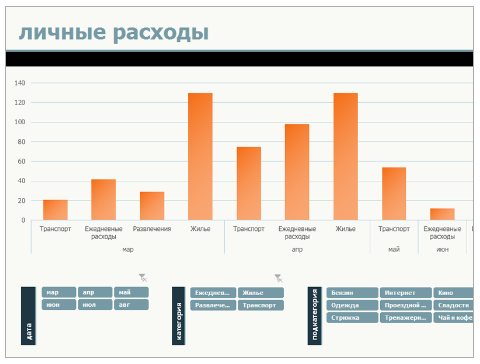 личные расходы
140
120
100
80
60
40
20
0
Транспорт Ежедневные расходы Развлечения Жилье Транспорт Ежедневные расходы Жилье Транспорт Ежедневные расходы
мар апр май июн
дата
мар апр май
июн июл авг
категория
Ежеднев... Жилье
Развлече... Транспорт
подкатегория
Бензин Интернет Кино
Одежда Проездной ... Сладости
Стрижка Тренажерн... Чай и кофе